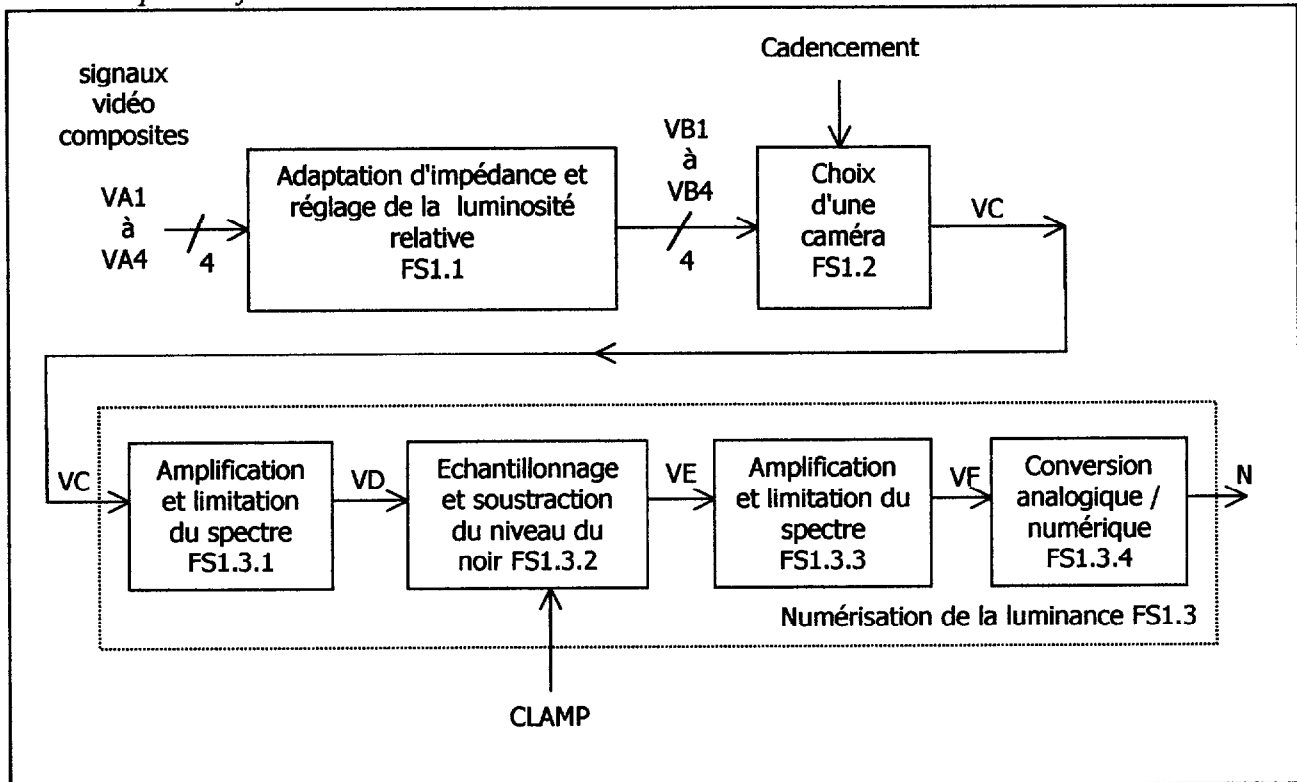 signaux
vidéo
composites
VA1
à
VA4
4
Adaptation d'impédance et
réglage de la luminosité
relative
FS1.1
VB1
à
VB4
4
Cadencement
Choix
d'une
caméra
FS1.2
VC
VC
Amplification
et limitation
du spectre
FS1.3.1
VD
Echantillonnage
et soustraction
du niveau du
noir FS1.3.2
VE
Amplification
et limitation du
spectre
FS1.3.3
VF
Conversion
analogique /
numérique
FS1.3.4
N
Numérisation de la luminance FS1.3
CLAMP